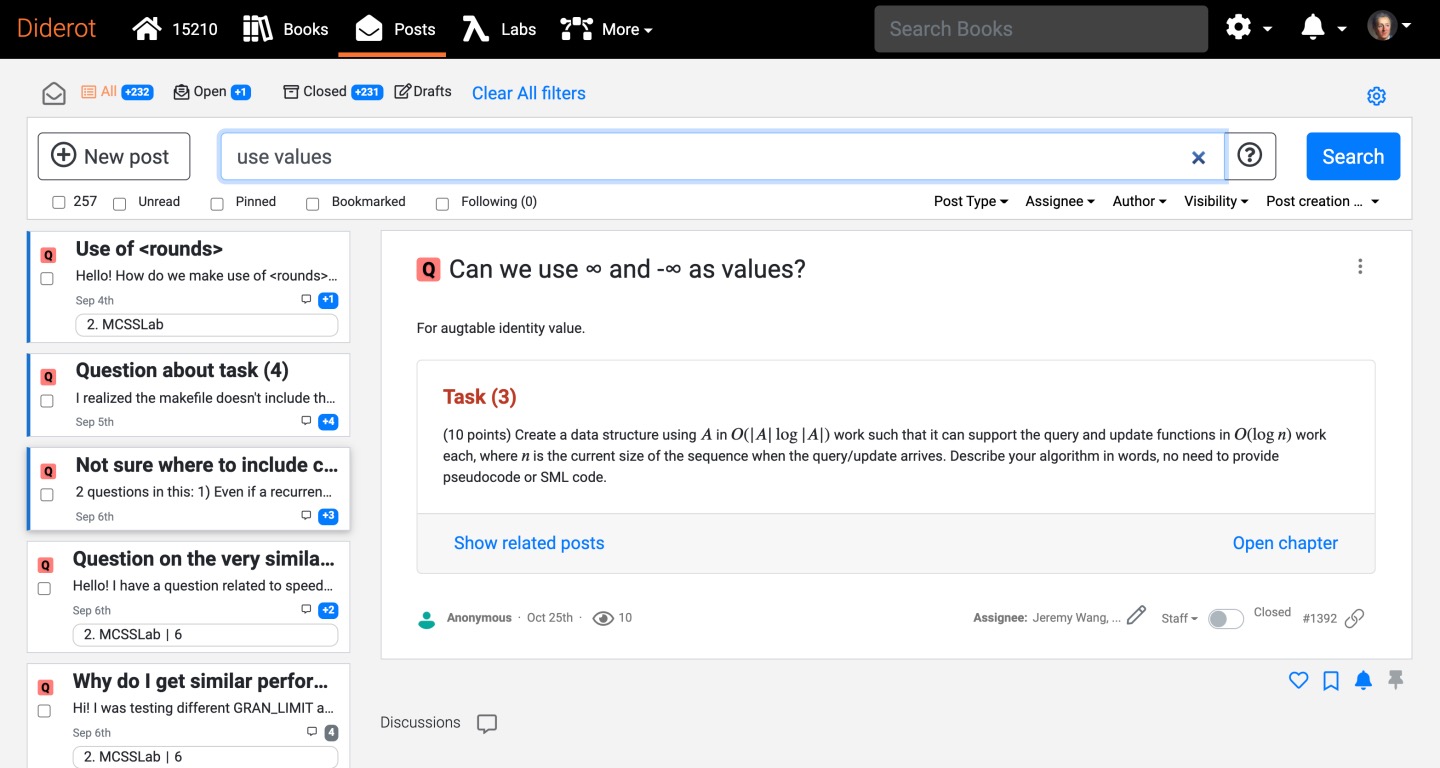 Diderot 15210 Books Posts Labs More Search Books
All +232 Open +1 Closed +231 Drafts Clear All filters
New post use values Search
257 Unread Pinned Bookmarked Following (0) Post Type Assignee Author Visibility Post creation ...
Q Use of <rounds>
Hello! How do we make use of <rounds>...
Sep 4th +1
2. MCSSLab
Q Question about task (4)
I realized the makefile doesn't include th...
Sep 5th +4
Q Not sure where to include c...
2 questions in this: 1) Even if a recurren...
Sep 6th +3
Q Question on the very simila...
Hello! I have a question related to speed...
Sep 6th +2
2. MCSSLab | 6
Q Why do I get similar perfor...
Hi! I was testing different GRAN_LIMIT a...
Sep 6th 4
2. MCSSLab | 6
Q Can we use ∞ and -∞ as values?
For augtable identity value.
Task (3)
(10 points) Create a data structure using A in O(|A| log |A|) work such that it can support the query and update functions in O(log n) work
each, where n is the current size of the sequence when the query/update arrives. Describe your algorithm in words, no need to provide
pseudocode or SML code.
Show related posts Open chapter
Anonymous · Oct 25th · 10 Assignee: Jeremy Wang, ... Staff Closed #1392
Discussions